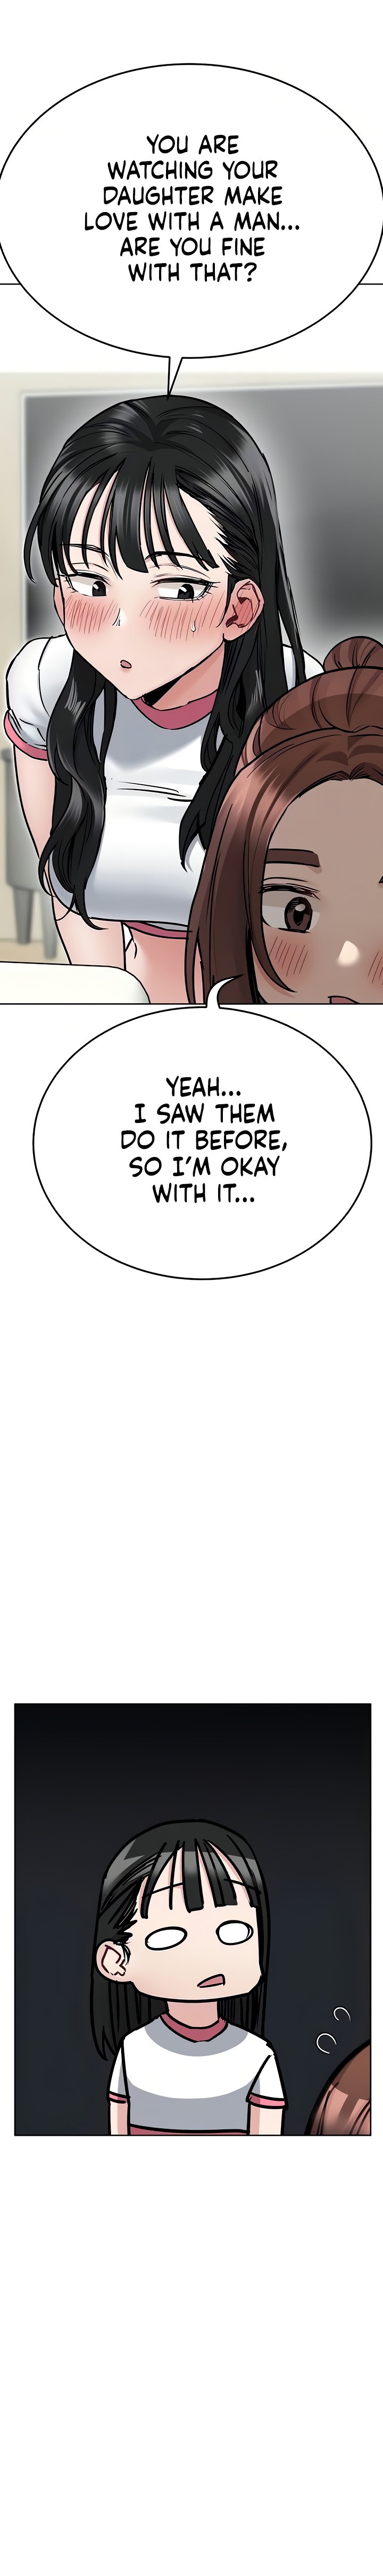 YOU ARE
WATCHING YOUR
DAUGHTER MAKE
LOVE WITH A MAN...
ARE YOU FINE
WITH THAT?
YEAH...
I SAW THEM
DO IT BEFORE,
SO I'M OKAY
WITH IT...